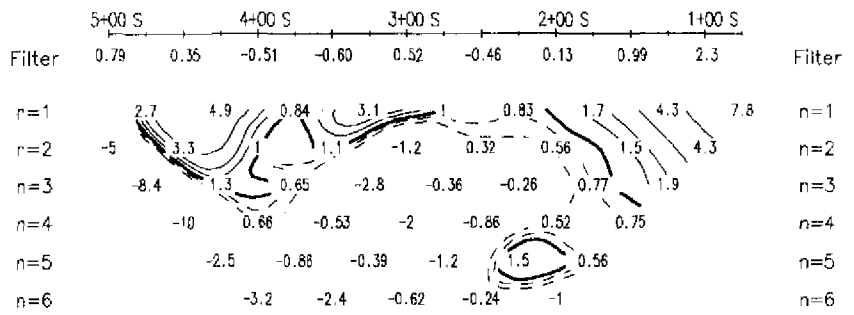 5+00 S 4+00 S 3+00 S 2+00 S 1+00 S
Filter 0.79 0.35 -0.51 -0.60 0.52 -0.46 0.13 0.99 2.3 Filter
n=1 2.7 4.9 0.84 3.1 1 0.83 1.7 4.3 7.8 n=1
n=2 -5 3.3 1 1.1 -1.2 0.32 0.56 1.5 4.3 n=2
n=3 -8.4 1.3 0.65 -2.8 -0.36 -0.26 0.77 1.9 n=3
n=4 -10 0.66 -0.53 -2 -0.86 0.52 0.75 n=4
n=5 -2.5 -0.86 -0.39 -1.2 1.5 0.56 n=5
n=6 -3.2 -2.4 -0.62 -0.24 -1 n=6